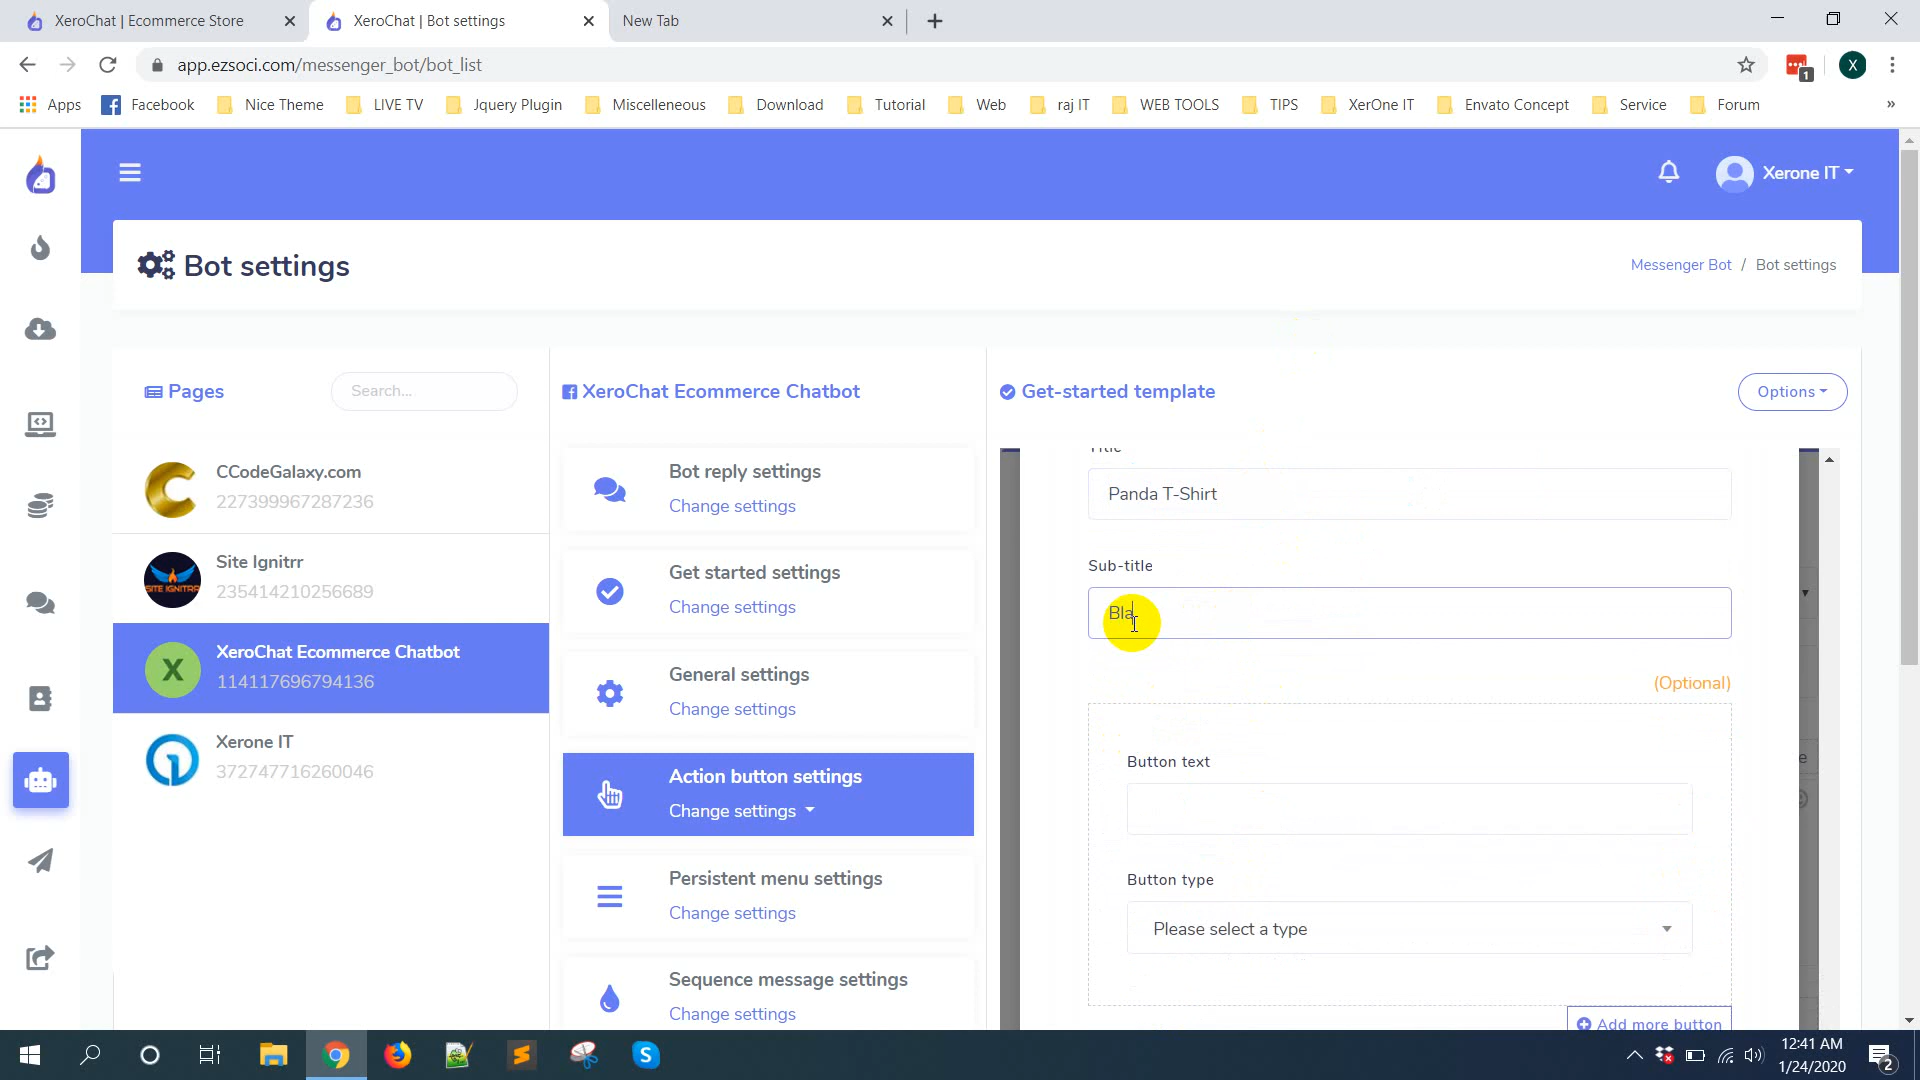 XeroChat | Ecommerce Store
XeroChat | Bot settings
New Tab
app.ezsoci.com/messenger_bot/bot_list
1
X
Apps
Facebook
Nice Theme
LIVE TV
Jquery Plugin
Miscelleneous
Download
Tutorial
Web
raj IT
WEB TOOLS
TIPS
XerOne IT
Envato Concept
Service
Forum
»
Xerone IT
Bot settings
Messenger Bot / Bot settings
Pages
Search...
XeroChat Ecommerce Chatbot
Get-started template
Options
CCodeGalaxy.com
227399967287236
SITE IGNITRR
Site Ignitrr
235414210256689
X
XeroChat Ecommerce Chatbot
114117696794136
Xerone IT
372747716260046
Bot reply settings
Change settings
Get started settings
Change settings
General settings
Change settings
Action button settings
Change settings
Persistent menu settings
Change settings
Sequence message settings
Change settings
Title
Panda T-Shirt
Sub-title
Bla
(Optional)
Button text
Button type
Please select a type
Add more button
12:41 AM
1/24/2020
2